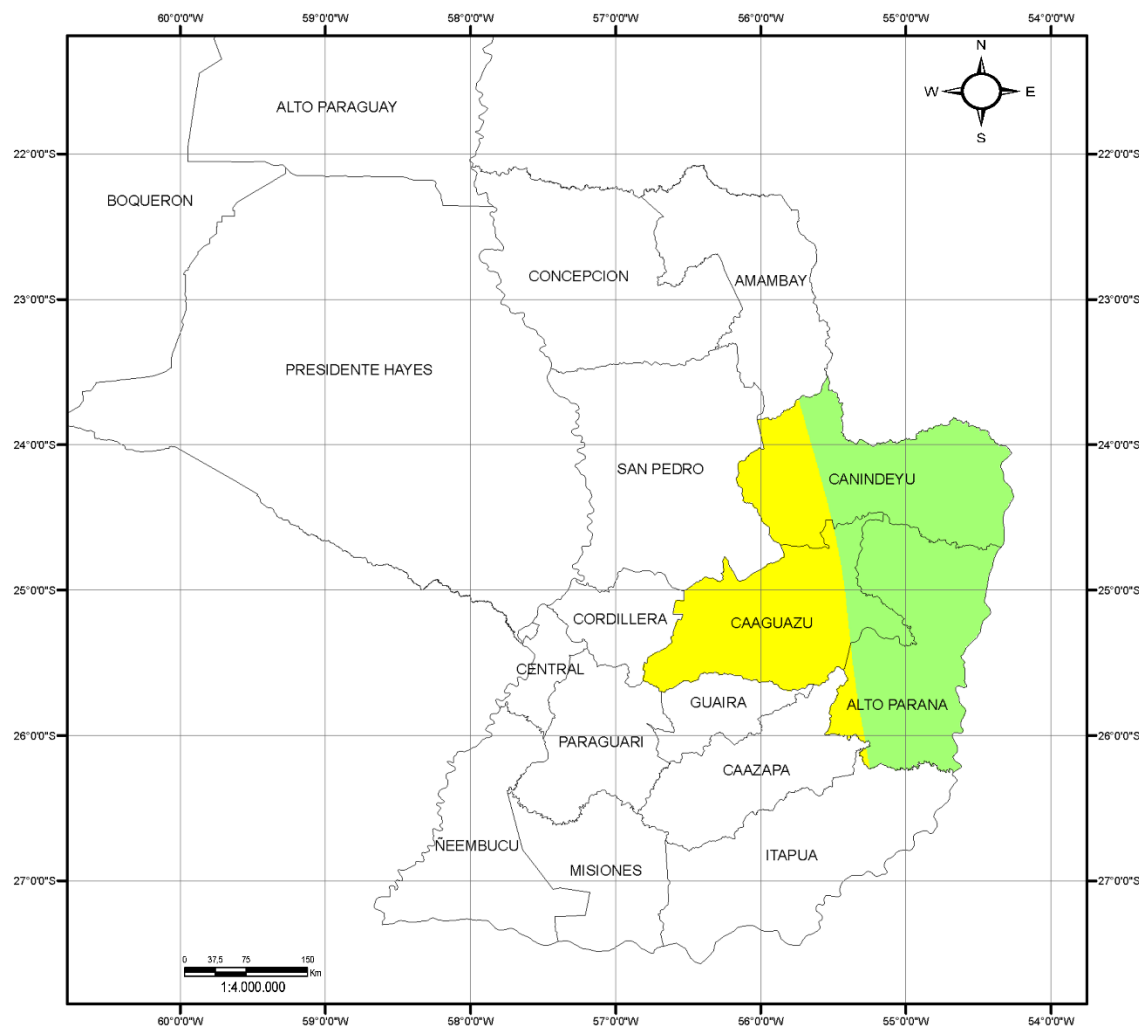 60°0'0"W 59°0'0"W 58°0'0"W 57°0'0"W 56°0'0"W 55°0'0"W 54°0'0"W
N
W E
S
ALTO PARAGUAY
22°0'0"S 22°0'0"S
BOQUERON
CONCEPCION
AMAMBAY
23°0'0"S 23°0'0"S
PRESIDENTE HAYES
24°0'0"S 24°0'0"S
SAN PEDRO
CANINDEYU
25°0'0"S 25°0'0"S
CORDILLERA
CAAGUAZU
CENTRAL
GUAIRA
ALTO PARANA
26°0'0"S 26°0'0"S
PARAGUARI
CAAZAPA
ÑEEMBUCU
ITAPUA
MISIONES
27°0'0"S 27°0'0"S
0 37,5 75 150
Km
1:4.000.000
60°0'0"W 59°0'0"W 58°0'0"W 57°0'0"W 56°0'0"W 55°0'0"W 54°0'0"W